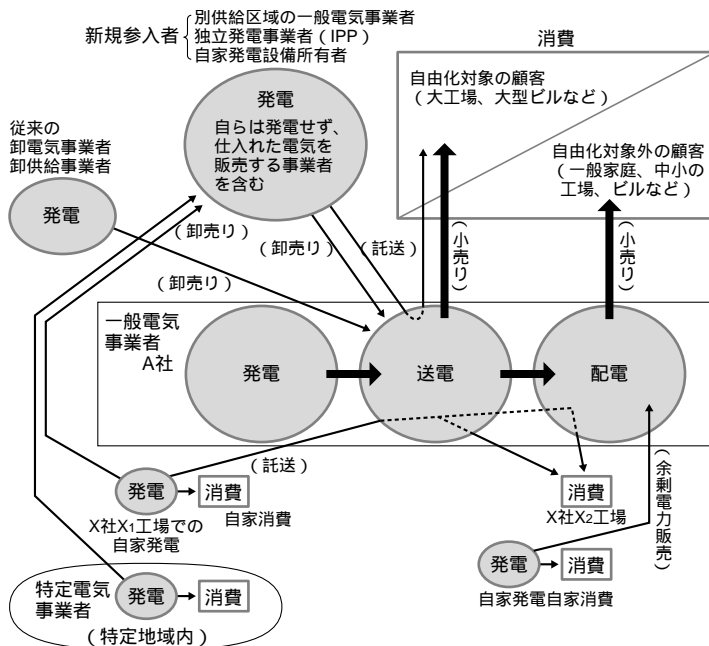 新規参入者
別供給区域の一般電気事業者
独立発電事業者(IPP)
自家発電設備所有者
消費
発電
自らは発電せず、
仕入れた電気を
販売する事業者
を含む
自由化対象の顧客
(大工場、大型ビルなど)
従来の
卸電気事業者
卸供給事業者
発電
自由化対象外の顧客
(一般家庭、中小の
工場、ビルなど)
(卸売り)
(卸売り)
(託送)
(小売り)
(小売り)
(卸売り)
一般電気
事業者
A社
発電
送電
配電
(託送)
発電
消費
自家消費
X社X1工場での
自家発電
消費
X社X2工場
(余剰電力販売)
発電
消費
自家発電自家消費
特定電気
事業者
発電
消費
(特定地域内)